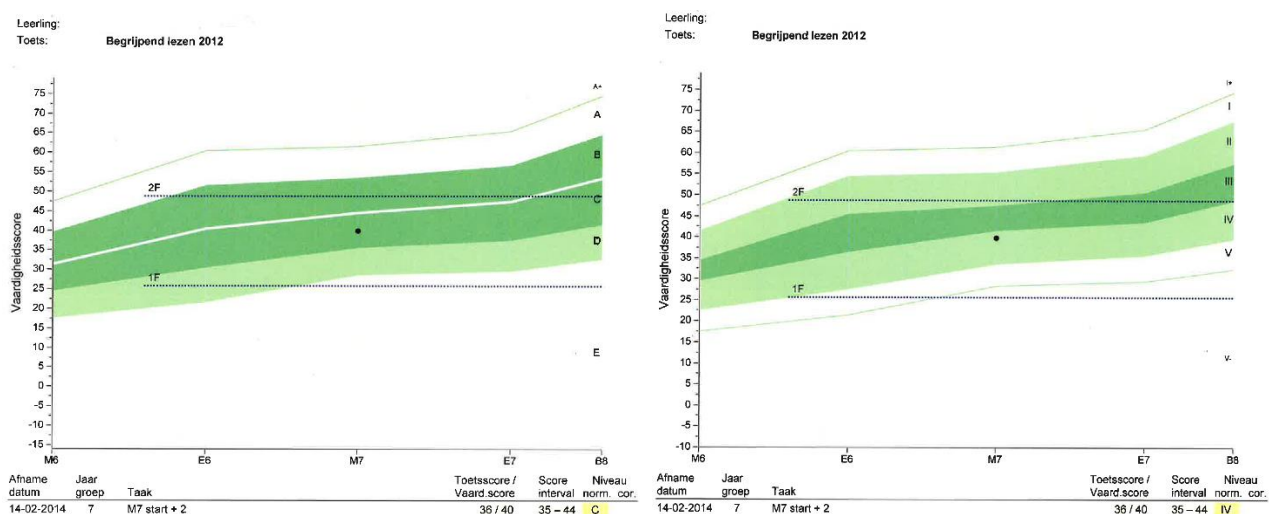 Leerling:
Toets: Begrijpend lezen 2012
Vaardigheidsscore
75
70
65
60
55
50
45
40
35
30
25
20
15
10
5
0
-5
-10
-15
2F
1F
A+
A
B
C
D
E
M6 E6 M7 E7 B8
Afname datum Jaar groep Taak Toetsscore / Vaard.score Score interval Niveau norm. cor.
14-02-2014 7 M7 start + 2 36 / 40 35 – 44 C
Leerling:
Toets: Begrijpend lezen 2012
Vaardigheidsscore
75
70
65
60
55
50
45
40
35
30
25
20
15
10
5
0
-5
-10
2F
1F
I+
I
II
III
IV
V
V-
M6 E6 M7 E7 B8
Afname datum Jaar groep Taak Toetsscore / Vaard.score Score interval Niveau norm. cor.
14-02-2014 7 M7 start + 2 36 / 40 35 – 44 IV